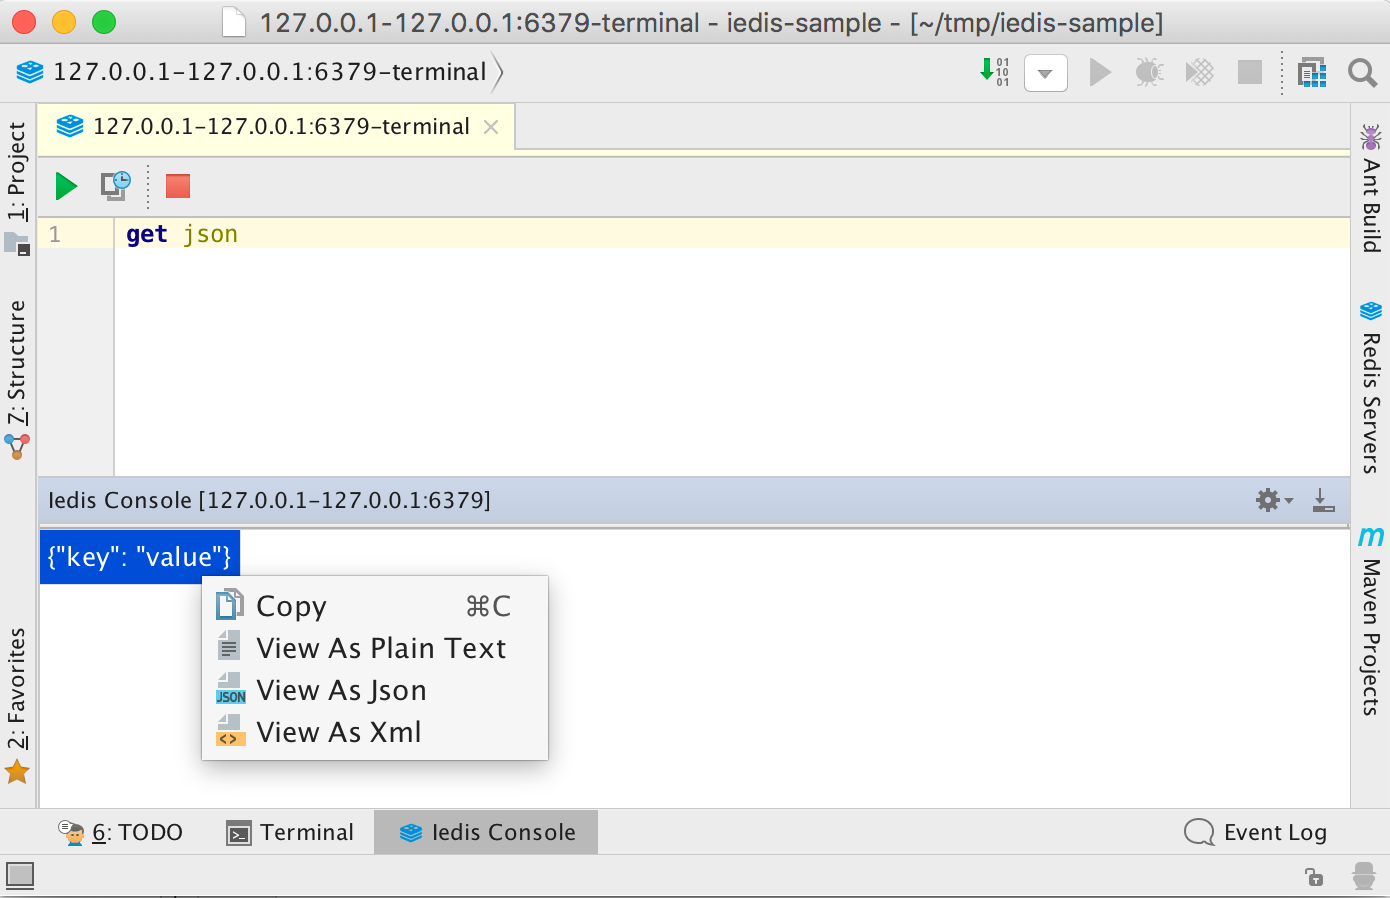 127.0.0.1-127.0.0.1:6379-terminal - iedis-sample - [~/tmp/iedis-sample]
127.0.0.1-127.0.0.1:6379-terminal
01
10
01
127.0.0.1-127.0.0.1:6379-terminal
1: Project
7: Structure
2: Favorites
1 get json
Iedis Console [127.0.0.1-127.0.0.1:6379]
{"key": "value"}
Copy ⌘C
View As Plain Text
JSON View As Json
<> View As Xml
Ant Build
Redis Servers
m Maven Projects
6: TODO Terminal Iedis Console Event Log